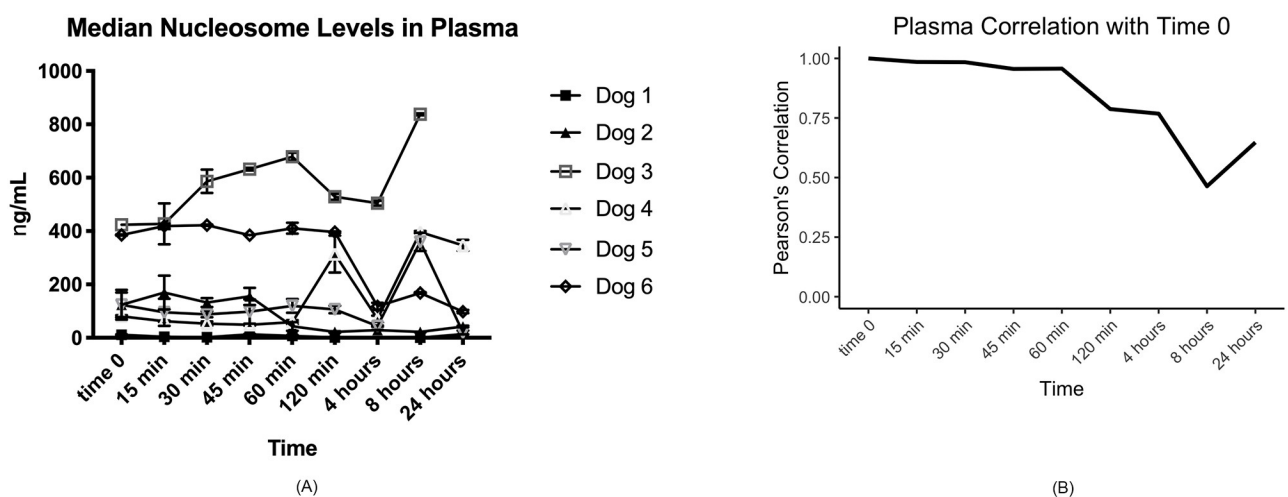 Median Nucleosome Levels in Plasma
1000
800
600
400
200
0
ng/mL
time 0
15 min
30 min
45 min
60 min
120 min
4 hours
8 hours
24 hours
Time
Dog 1
Dog 2
Dog 3
Dog 4
Dog 5
Dog 6
(A)
Plasma Correlation with Time 0
1.00
0.75
0.50
0.25
0.00
Pearson's Correlation
time 0
15 min
30 min
45 min
60 min
120 min
4 hours
8 hours
24 hours
Time
(B)